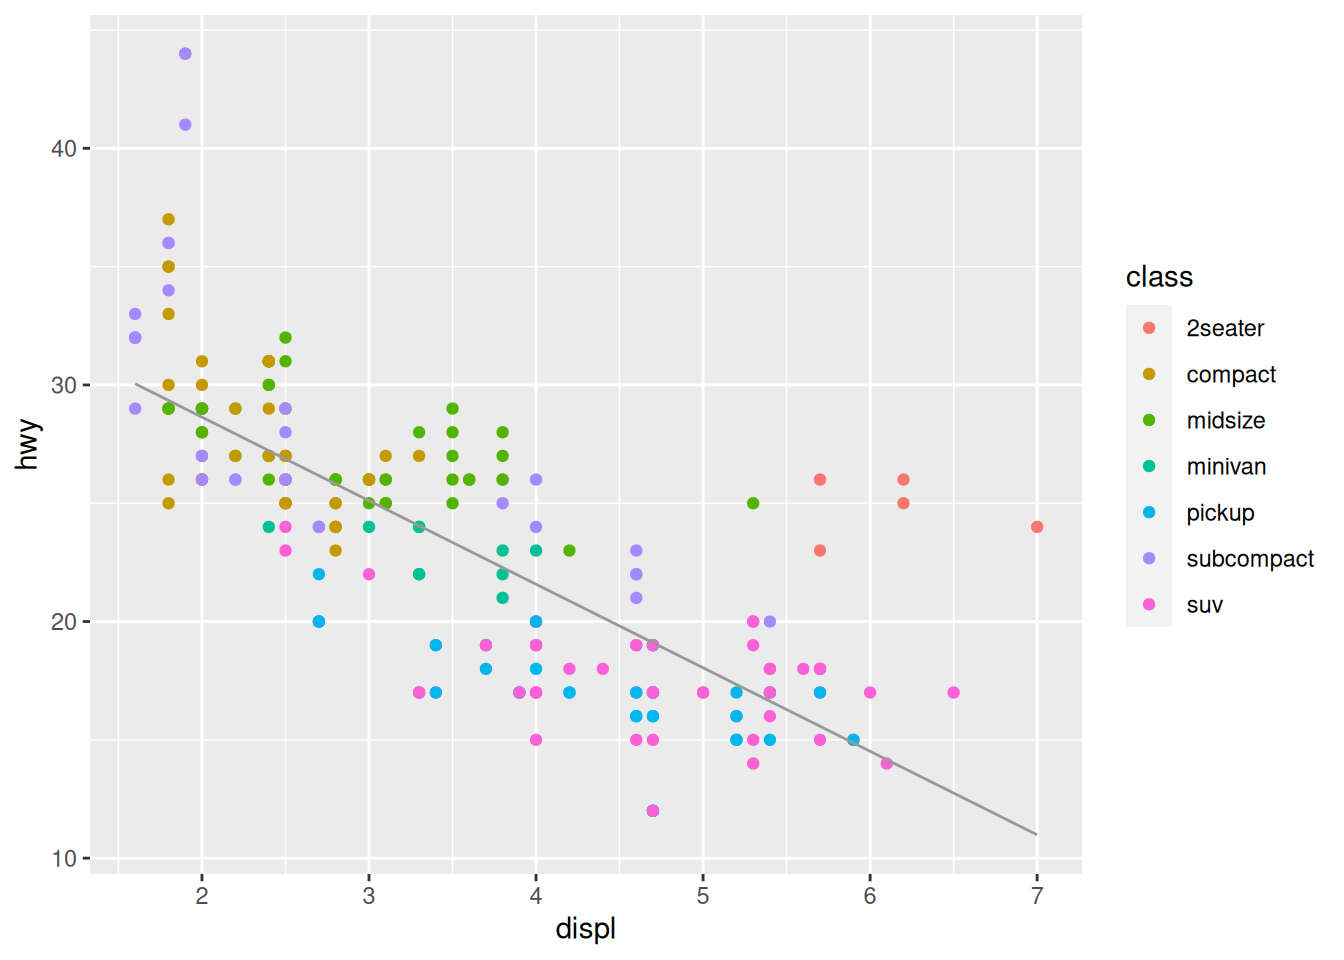 40
30
20
10
hwy
2 3 4 5 6 7
displ
class
2seater
compact
midsize
minivan
pickup
subcompact
suv